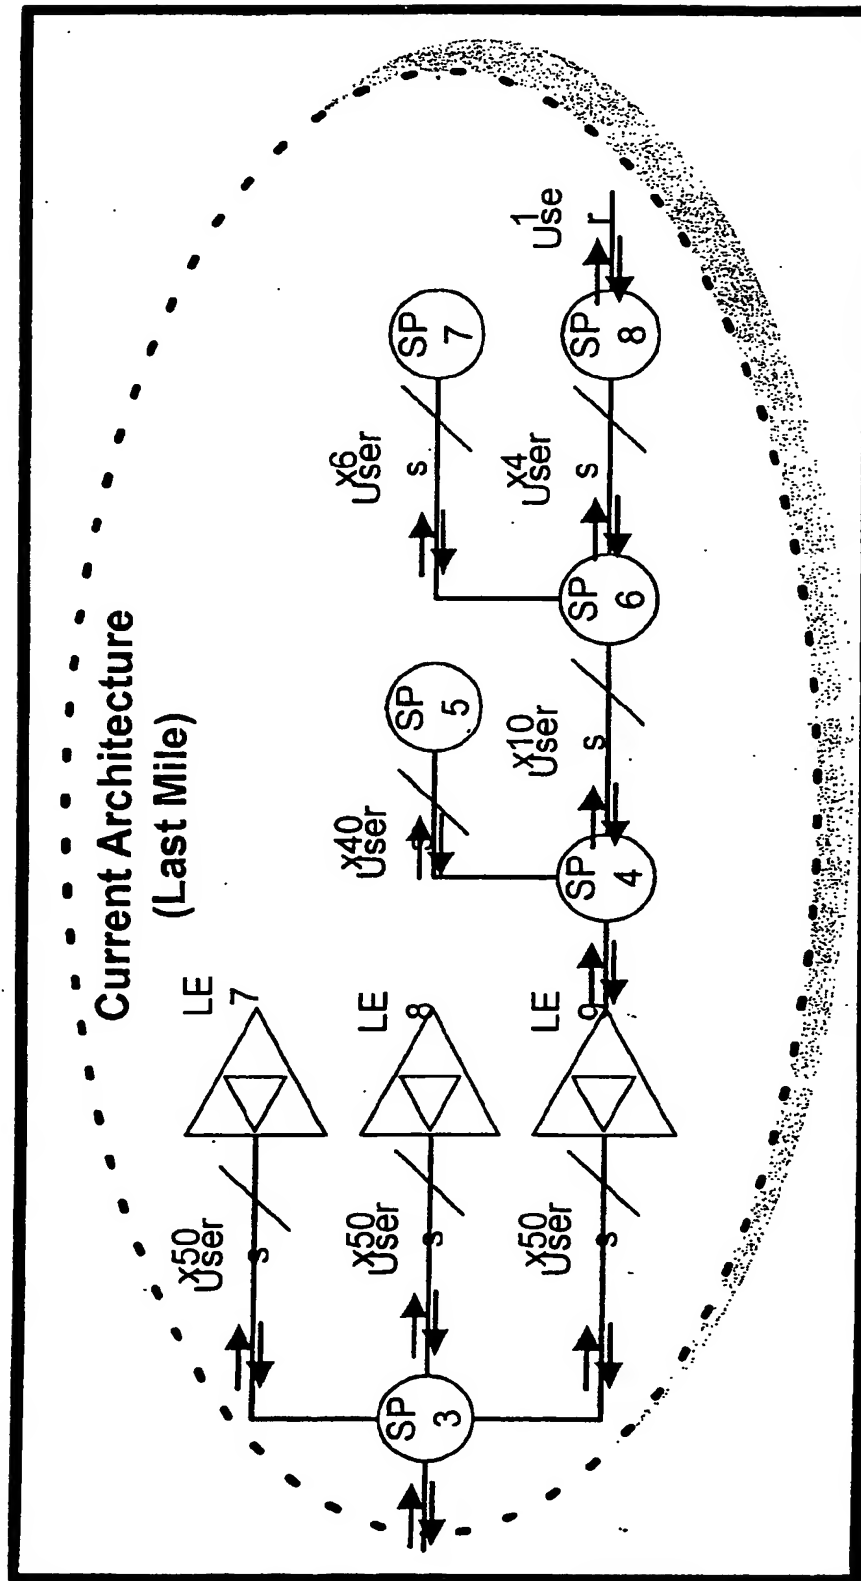 Current Architecture
(Last Mile)
LE
7
x50
User
s
LE
8
x50
User
s
LE
9
x50
User
s
SP
3
SP
4
x40
User
s
SP
5
x10
User
s
SP
6
x6
User
s
SP
7
x4
User
s
SP
8
1
Use
r